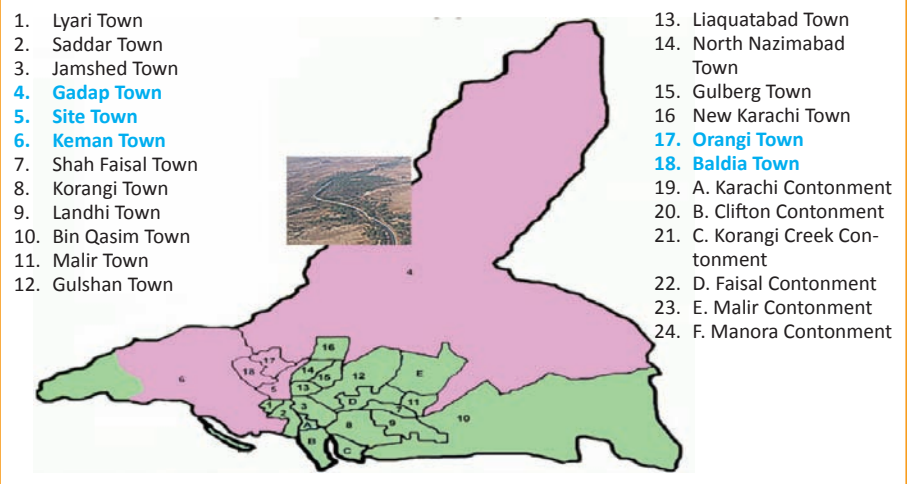 1. Lyari Town
2. Saddar Town
3. Jamshed Town
4. Gadap Town
5. Site Town
6. Keman Town
7. Shah Faisal Town
8. Korangi Town
9. Landhi Town
10. Bin Qasim Town
11. Malir Town
12. Gulshan Town
13. Liaquatabad Town
14. North Nazimabad
Town
15. Gulberg Town
16 New Karachi Town
17. Orangi Town
18. Baldia Town
19. A. Karachi Contonment
20. B. Clifton Contonment
21. C. Korangi Creek Con-
tonment
22. D. Faisal Contonment
23. E. Malir Contonment
24. F. Manora Contonment
4
16
17
18
14
15
12
E
6
5
13
D
11
1
2
3
7
10
A
8
9
B
C